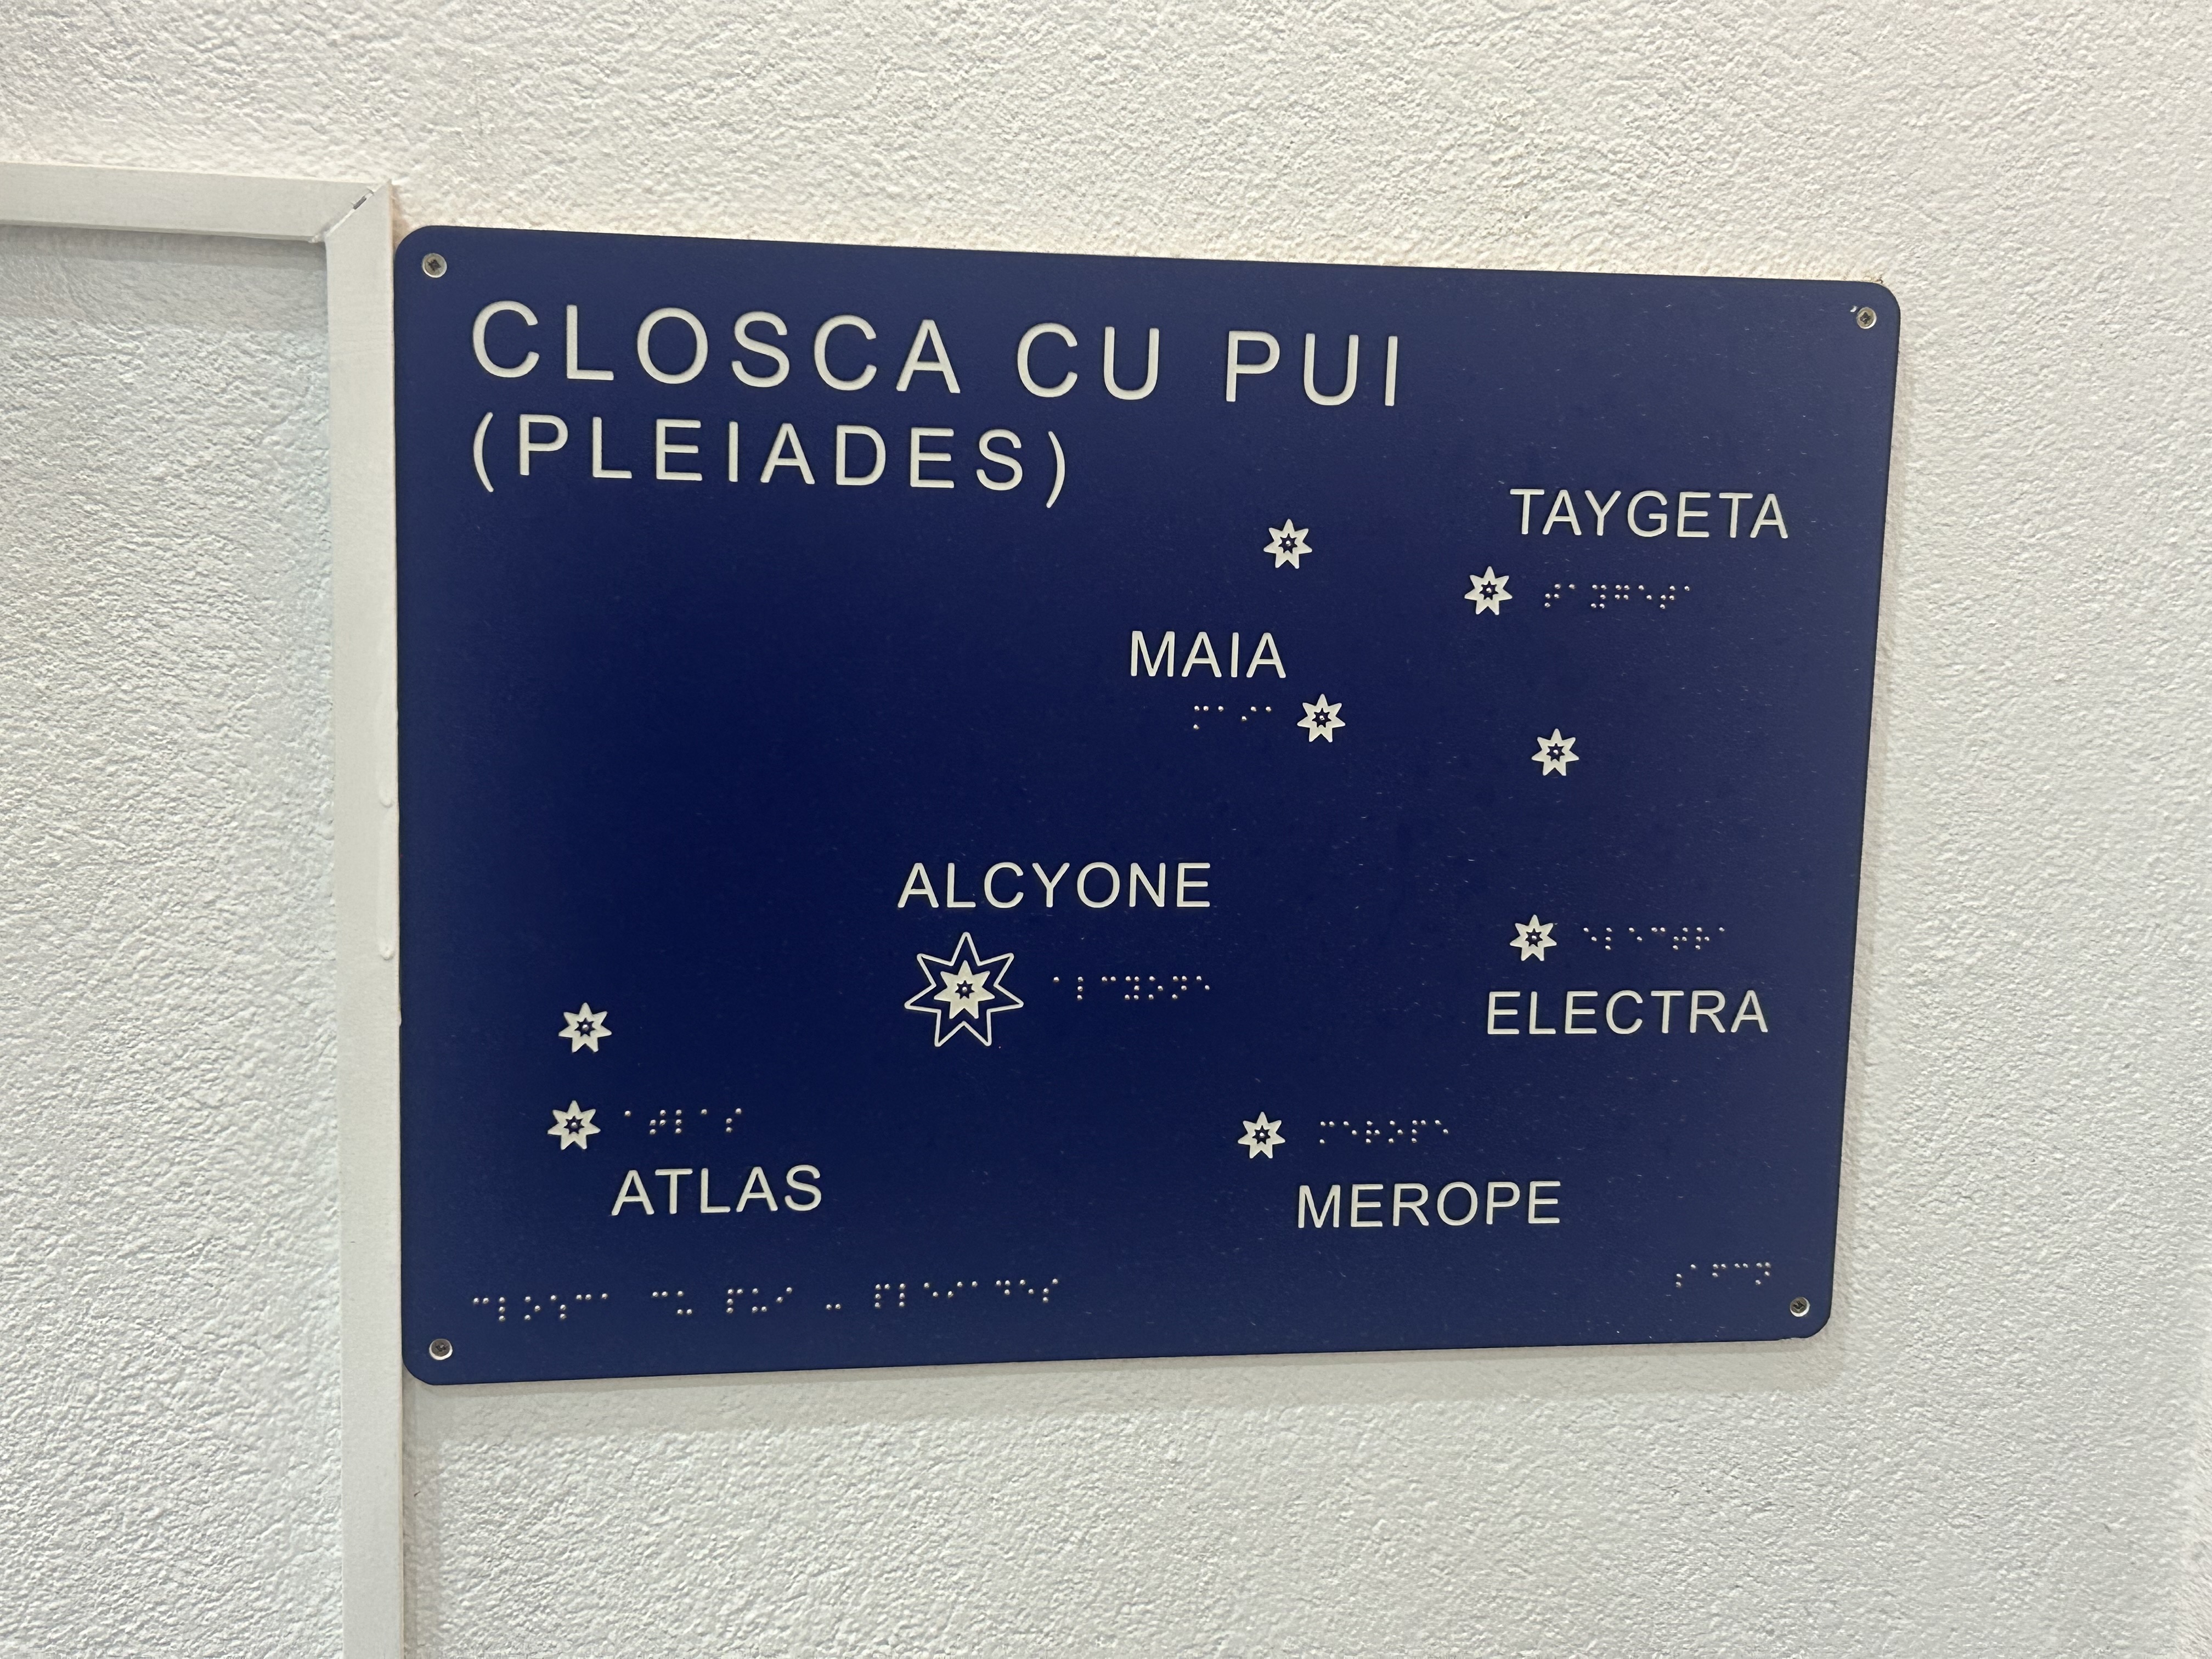 CLOSCA CU PUI
(PLEIADES)
TAYGETA
⠞⠁⠽⠛⠑⠞⠁
MAIA
⠍⠁⠊⠁
ALCYONE
⠁⠇⠉⠽⠕⠝⠑
⠑⠇⠑⠉⠞⠗⠁
ELECTRA
⠁⠞⠇⠁⠎
ATLAS
⠍⠑⠗⠕⠏⠑
MEROPE